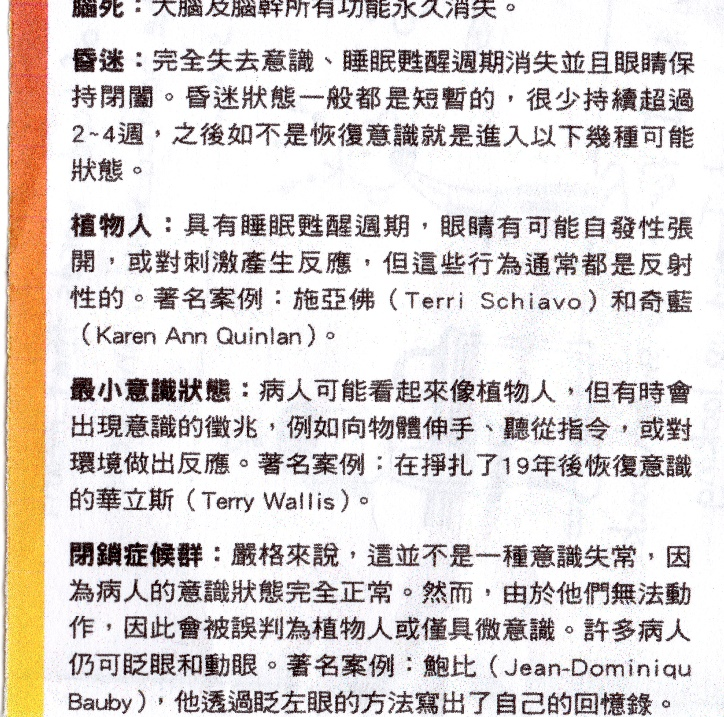 腦死：大腦及腦幹所有功能永久消失。
昏迷：完全失去意識、睡眠甦醒週期消失並且眼睛保
持閉闔。昏迷狀態一般都是短暫的，很少持續超過
2~4週，之後如不是恢復意識就是進入以下幾種可能
狀態。
植物人：具有睡眠甦醒週期，眼睛有可能自發性張
開，或對刺激產生反應，但這些行為通常都是反射
性的。著名案例：施亞佛（Terri Schiavo）和奇藍
（Karen Ann Quinlan）。
最小意識狀態：病人可能看起來像植物人，但有時會
出現意識的徵兆，例如向物體伸手、聽從指令，或對
環境做出反應。著名案例：在掙扎了19年後恢復意識
的華立斯（Terry Wallis）。
閉鎖症候群：嚴格來說，這並不是一種意識失常，因
為病人的意識狀態完全正常。然而，由於他們無法動
作，因此會被誤判為植物人或僅具微意識。許多病人
仍可眨眼和動眼。著名案例：鮑比（Jean-Dominiqu
Bauby），他透過眨左眼的方法寫出了自己的回憶錄。